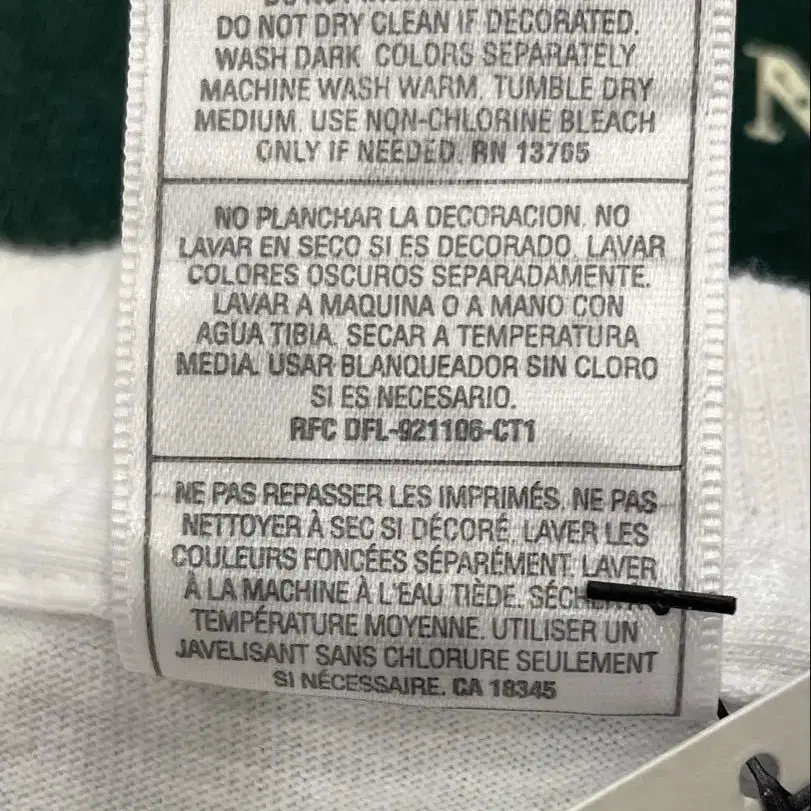 DO NOT DRY CLEAN IF DECORATED.
WASH DARK COLORS SEPARATELY
MACHINE WASH WARM. TUMBLE DRY
MEDIUM. USE NON-CHLORINE BLEACH
ONLY IF NEEDED. RN 13765
N
NO PLANCHAR LA DECORACION. NO
LAVAR EN SECO SI ES DECORADO. LAVAR
COLORES OSCUROS SEPARADAMENTE.
LAVAR A MAQUINA O A MANO CON
AGUA TIBIA. SECAR A TEMPERATURA
MEDIA. USAR BLANQUEADOR SIN CLORO
SI ES NECESARIO.
RFC DFL-921106-CT1
NE PAS REPASSER LES IMPRIMÉS. NE PAS
NETTOYER À SEC SI DÉCORÉ. LAVER LES
COULEURS FONCÉES SÉPARÉMENT. LAVER
À LA MACHINE À L'EAU TIÈDE.
TEMPÉRATURE MOYENNE. UTILISER UN
JAVELISANT SANS CHLORURE SEULEMENT
SI NÉCESSAIRE. CA 18345